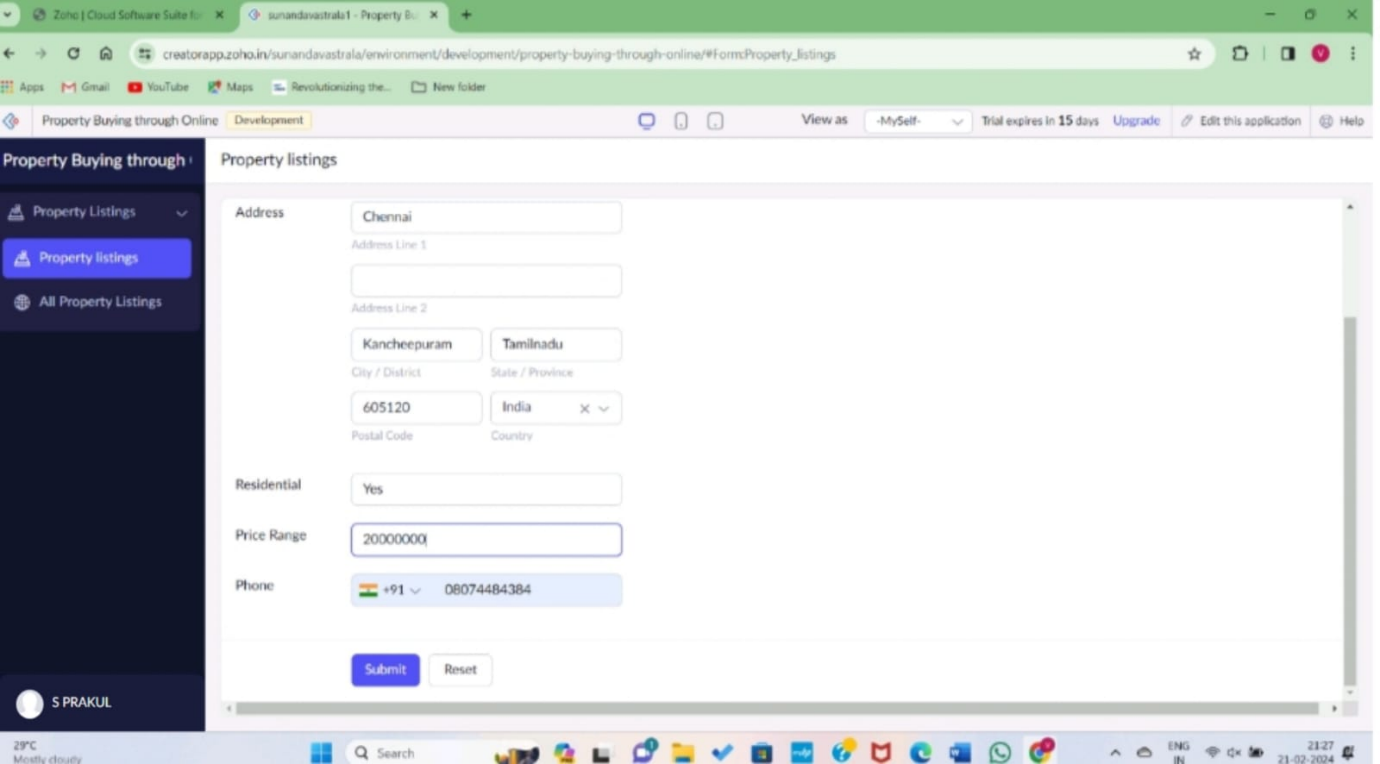 Zoho | Cloud Software Suite for
sunandavastrala1 - Property Bu
creatorapp.zoho.in/sunandavastrala/environment/development/property-buying-through-online/#Form:Property_listings
Apps Gmail YouTube Maps Revolutionizing the... New folder
Property Buying through Online Development View as -MySelf- Trial expires in 15 days Upgrade Edit this application Help
Property Buying through
Property listings
Property Listings
Property listings
All Property Listings
Address
Chennai
Address Line 1
Address Line 2
Kancheepuram Tamilnadu
City / District State / Province
605120 India
Postal Code Country
Residential Yes
Price Range 20000000
Phone +91 08074484384
Submit Reset
S PRAKUL
29°C
Mostly cloudy
Search
ENG
IN
21:27
21-02-2024